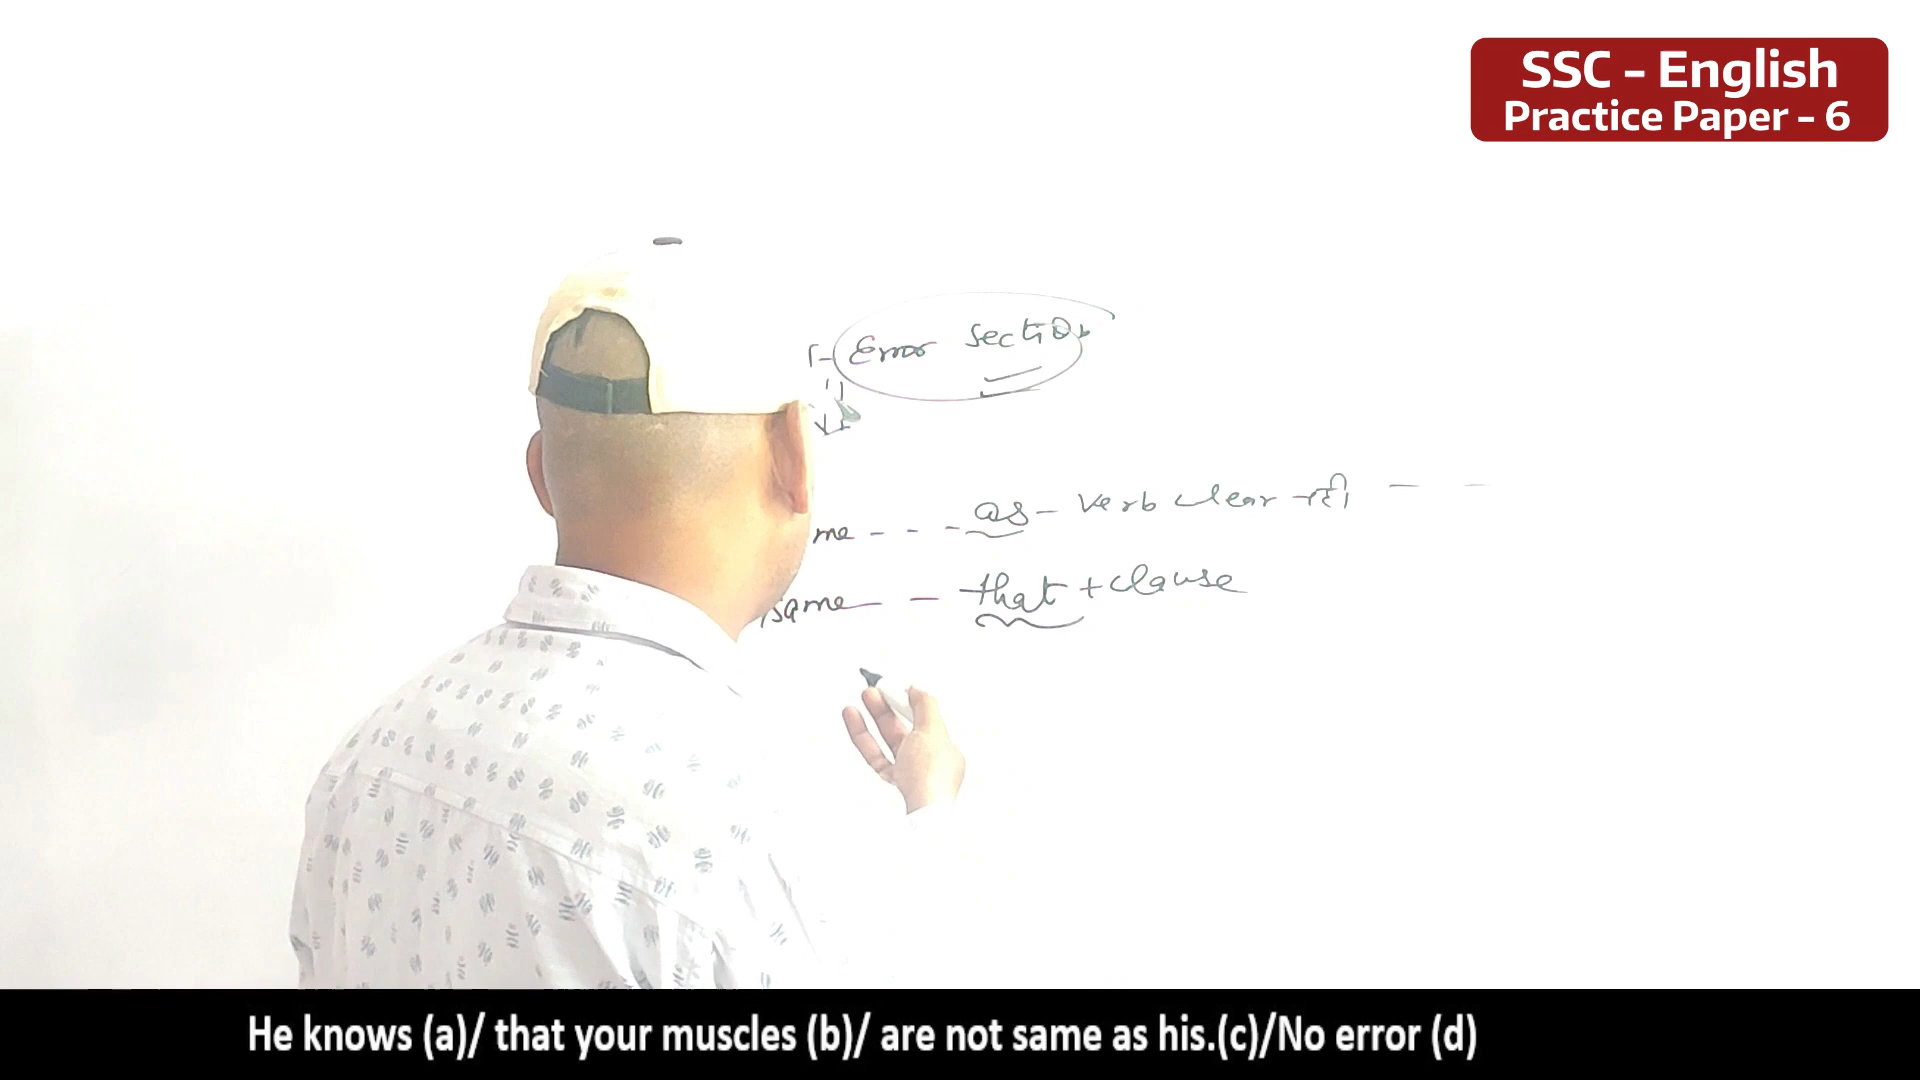 SSC – English
Practice Paper – 6
Error Section
me - - - as - verb clear
same - - that + clause
He knows (a)/ that your muscles (b)/ are not same as his.(c)/No error (d)